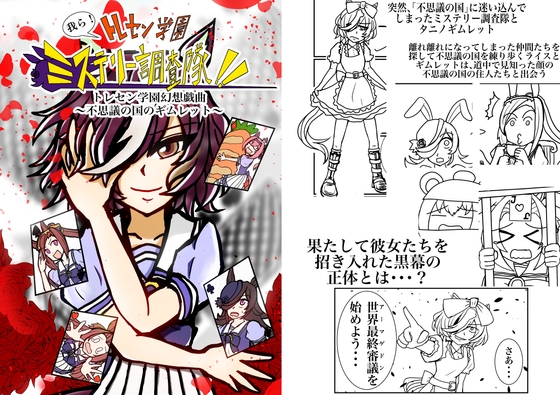 我ら!
トレセン学園
ミステリー調査隊!!
トレセン学園幻想戯曲
～不思議の国のギムレット～
突然、「不思議の国」に迷い込んで
しまったミステリー調査隊と
タニノギムレット
離れ離れになってしまった仲間たちを
探して不思議の国を練り歩くライスと
ギムレットは、道中で見知った顔の
不思議の国の住人たちと出会う
果たして彼女たちを
招き入れた黒幕の
正体とは・・・?
さぁ・・・
世界最終審議を
アーマゲドン
始めよう・・・